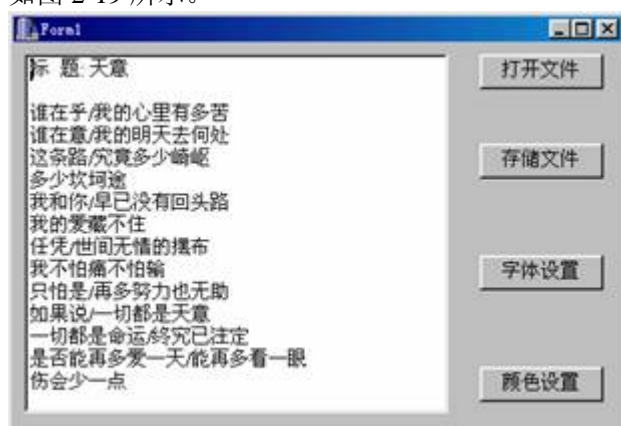 如图 2-19 所示。
Form1
标 题:天意
打开文件
谁在乎/我的心里有多苦
谁在意/我的明天去何处
这条路/究竟多少崎岖
存储文件
多少坎坷途
我和你/早已没有回头路
我的爱藏不住
任凭/世间无情的摆布
我不怕痛不怕输
字体设置
只怕是/再多努力也无助
如果说/一切都是天意
一切都是命运/终究已注定
是否能再多爱一天/能再多看一眼
伤会少一点
颜色设置